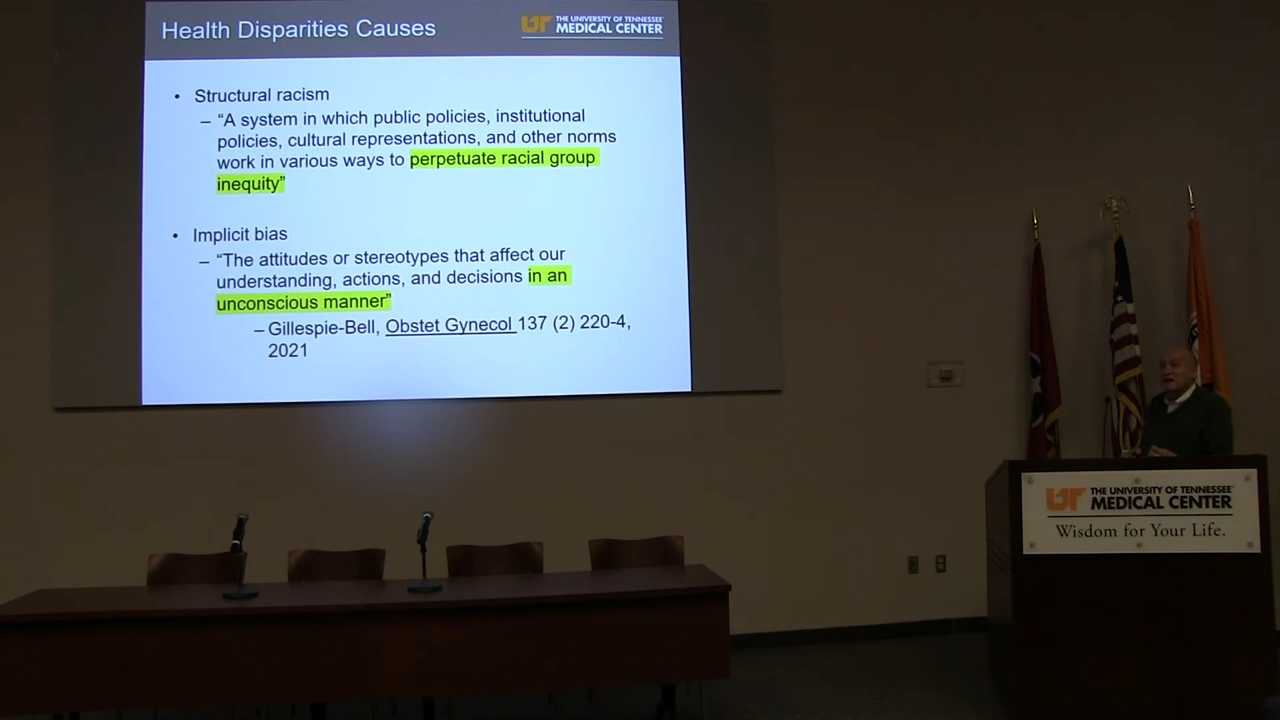 Health Disparities Causes
UT THE UNIVERSITY OF TENNESSEE
MEDICAL CENTER
• Structural racism
– “A system in which public policies, institutional
policies, cultural representations, and other norms
work in various ways to perpetuate racial group
inequity”
• Implicit bias
– “The attitudes or stereotypes that affect our
understanding, actions, and decisions in an
unconscious manner”
– Gillespie-Bell, Obstet Gynecol 137 (2) 220-4,
2021
UT THE UNIVERSITY OF TENNESSEE
MEDICAL CENTER
Wisdom for Your Life.